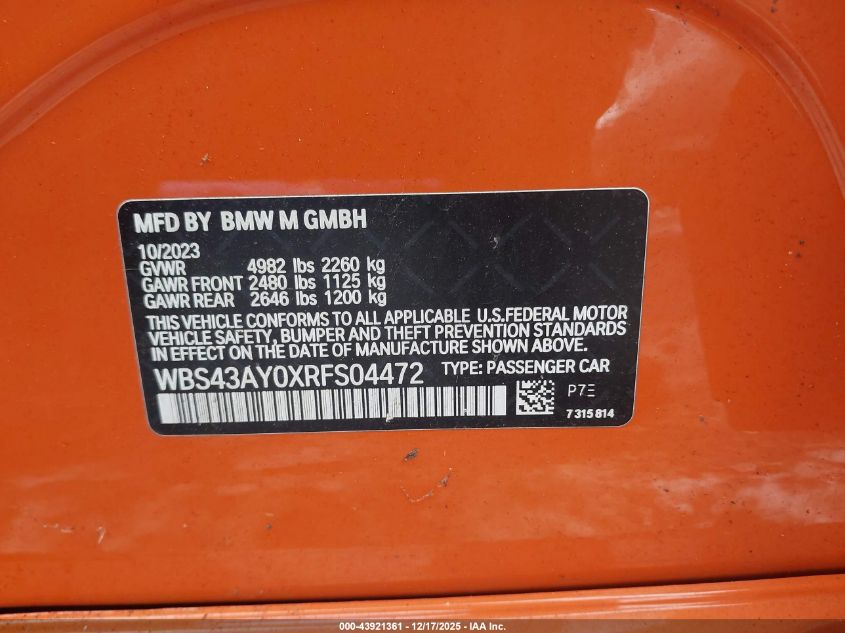 MFD BY BMW M GMBH
10/2023
GVWR 4982 lbs 2260 kg
GAWR FRONT 2480 lbs 1125 kg
GAWR REAR 2646 lbs 1200 kg
THIS VEHICLE CONFORMS TO ALL APPLICABLE U.S.FEDERAL MOTOR
VEHICLE SAFETY, BUMPER AND THEFT PREVENTION STANDARDS
IN EFFECT ON THE DATE OF MANUFACTURE SHOWN ABOVE.
WBS43AY0XRFS04472 TYPE: PASSENGER CAR
P7E
7 315 814
000-43921361 - 12/17/2025 - IAA Inc.